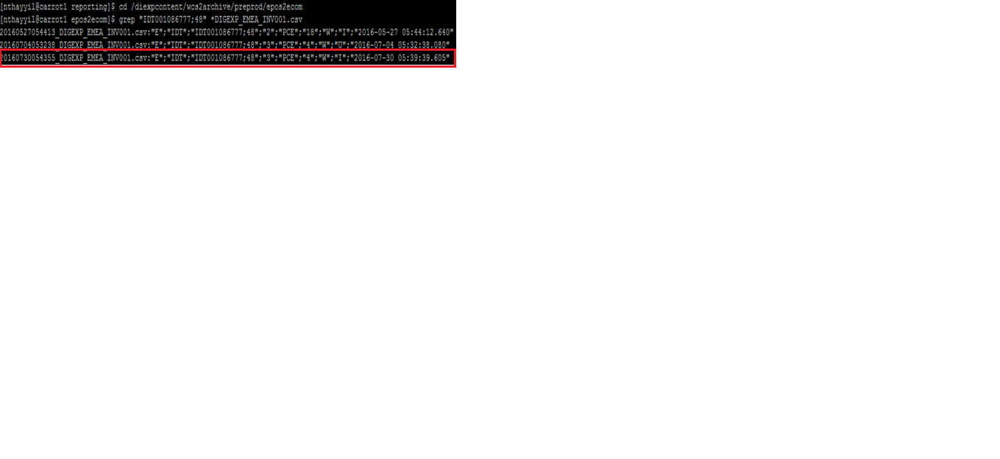 [nthayyil@carrot1 reporting]$ cd /diexpcontent/wcs2archive/preprod/epos2ecom
[nthayyil@carrot1 epos2ecom]$ grep "IDT001086777;48" *DIGEXP_EMEA_INV001.csv
20160527054413_DIGEXP_EMEA_INV001.csv:"E";"IDT";"IDT001086777;48";"2";"PCE";"18";"W";"I";"2016-05-27 05:44:12.640"
20160704053238_DIGEXP_EMEA_INV001.csv:"E";"IDT";"IDT001086777;48";"3";"PCE";"4";"W";"U";"2016-07-04 05:32:38.080"
20160730054355_DIGEXP_EMEA_INV001.csv:"E";"IDT";"IDT001086777;48";"3";"PCE";"4";"W";"I";"2016-07-30 05:39:39.605"